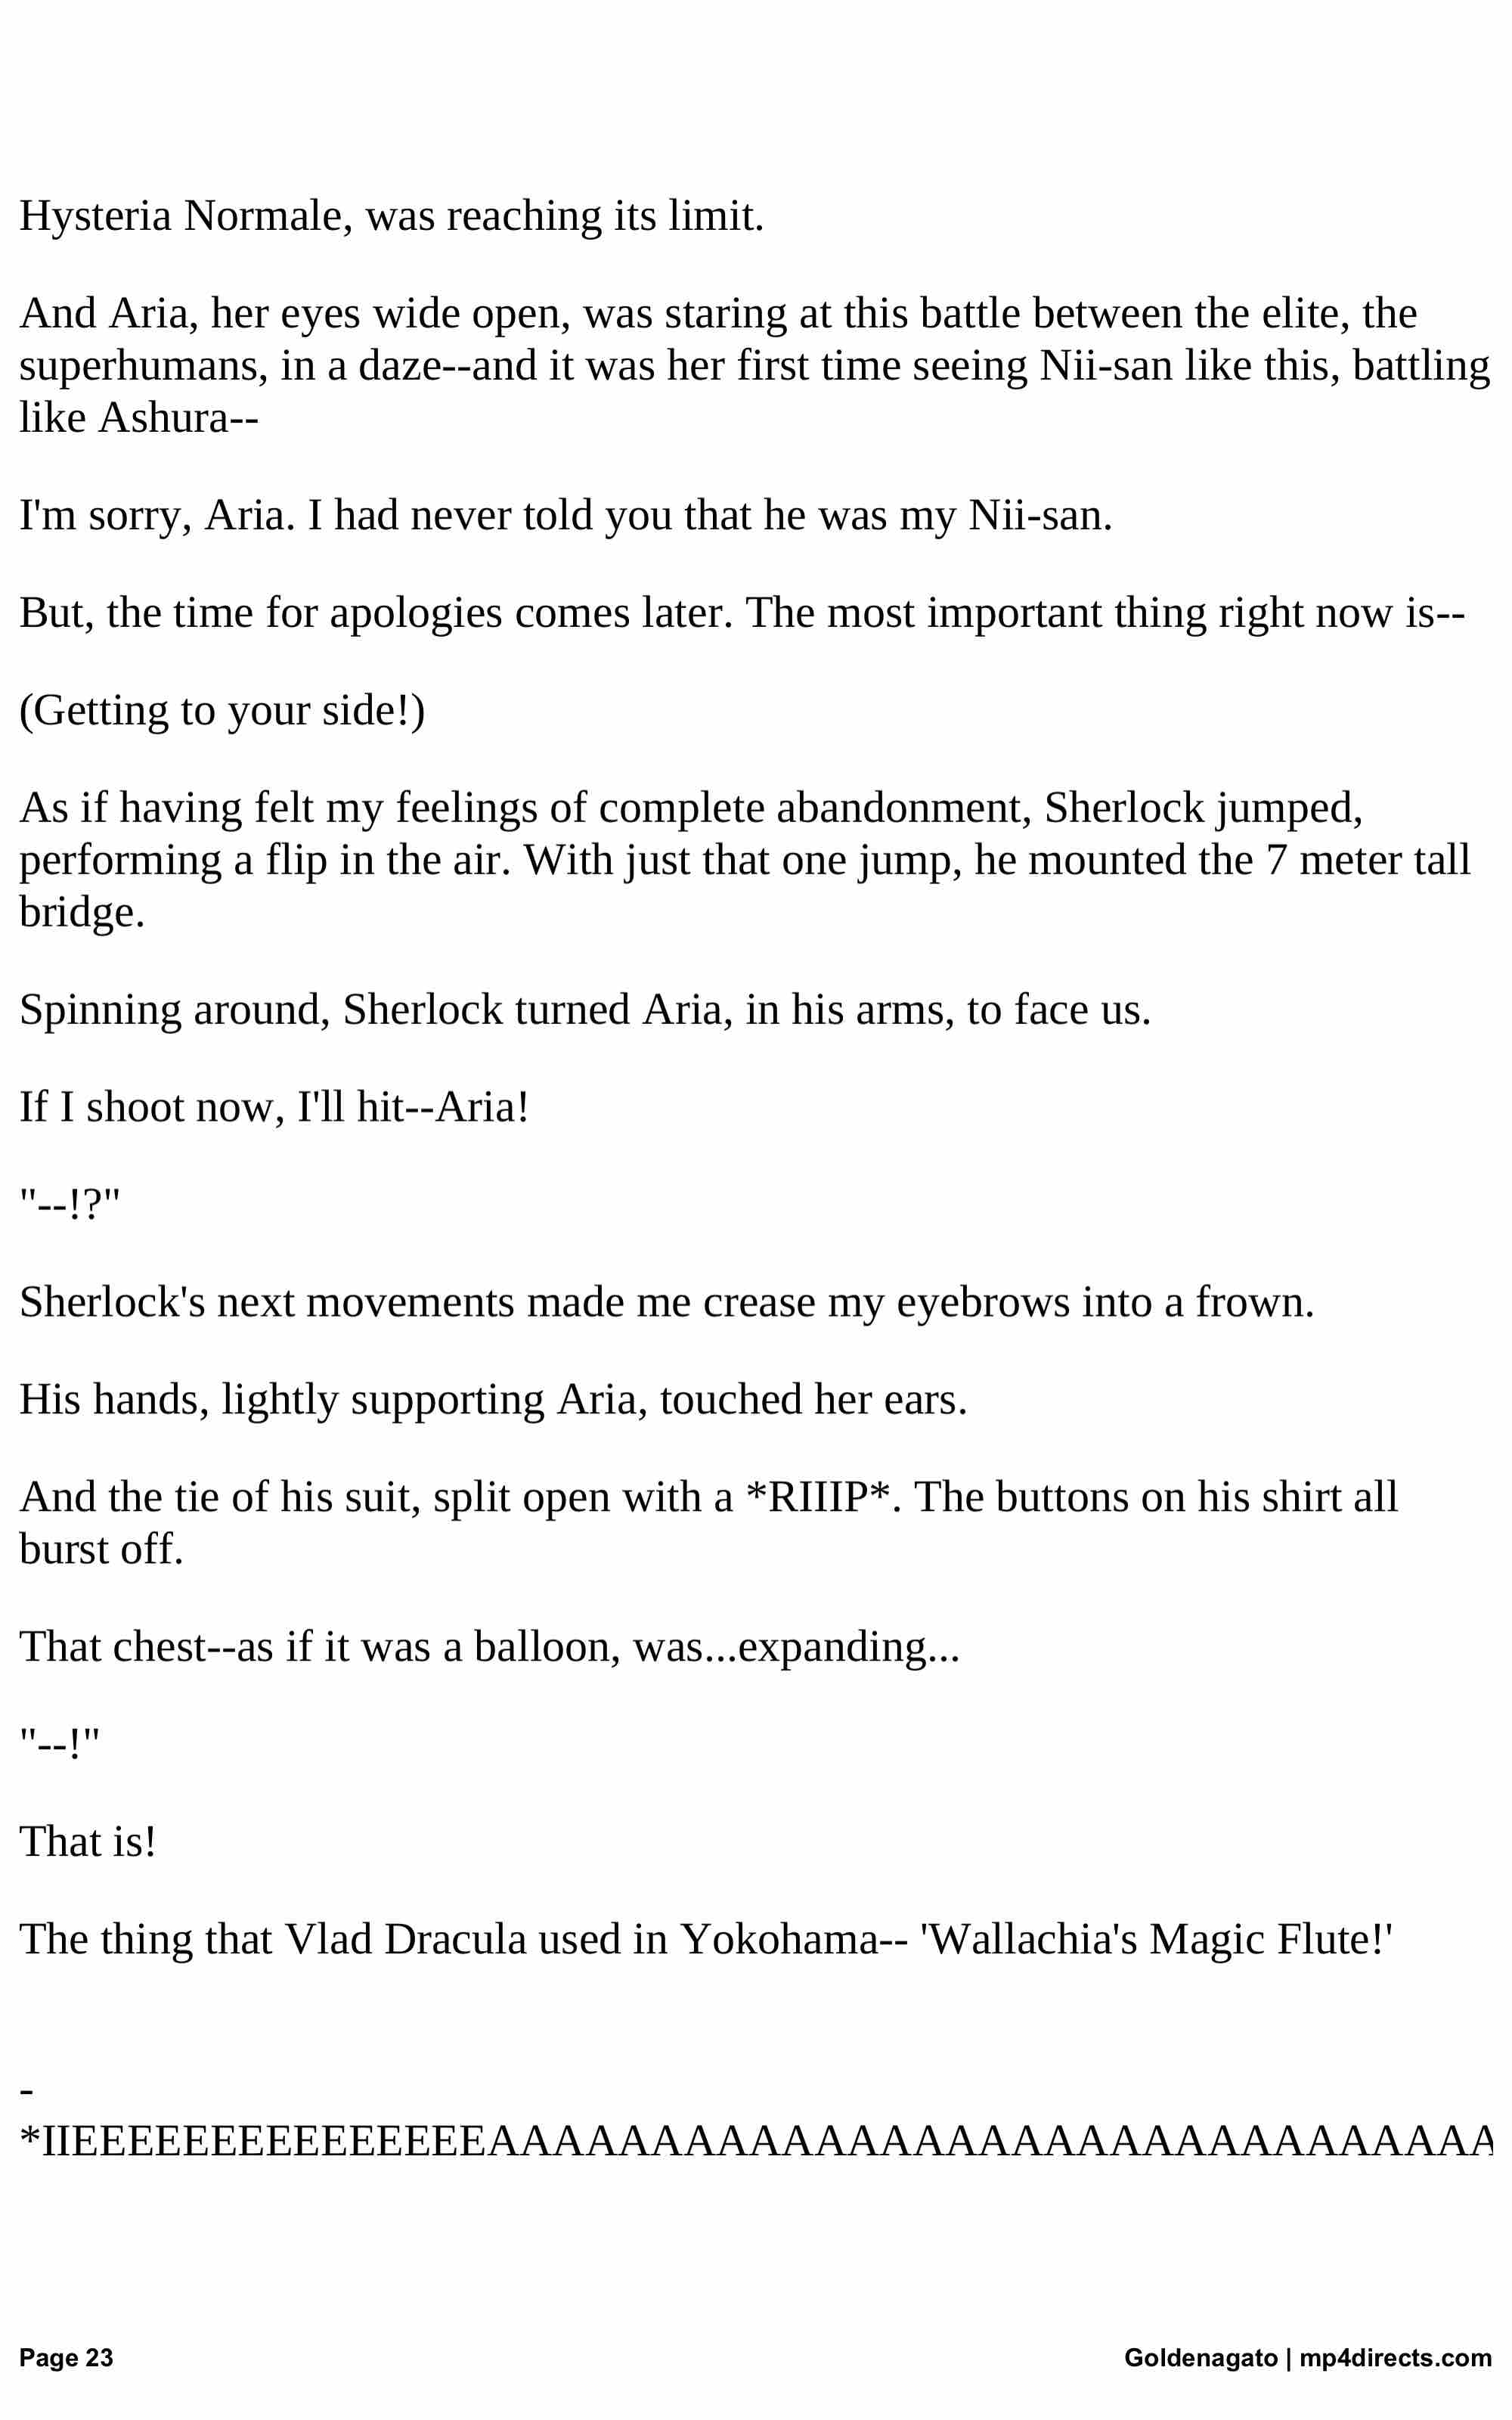 Hysteria Normale, was reaching its limit.
And Aria, her eyes wide open, was staring at this battle between the elite, the
superhumans, in a daze--and it was her first time seeing Nii-san like this, battling
like Ashura--
I'm sorry, Aria. I had never told you that he was my Nii-san.
But, the time for apologies comes later. The most important thing right now is--
(Getting to your side!)
As if having felt my feelings of complete abandonment, Sherlock jumped,
performing a flip in the air. With just that one jump, he mounted the 7 meter tall
bridge.
Spinning around, Sherlock turned Aria, in his arms, to face us.
If I shoot now, I'll hit--Aria!
"--!?"
Sherlock's next movements made me crease my eyebrows into a frown.
His hands, lightly supporting Aria, touched her ears.
And the tie of his suit, split open with a *RIIIP*. The buttons on his shirt all
burst off.
That chest--as if it was a balloon, was...expanding...
"--!"
That is!
The thing that Vlad Dracula used in Yokohama-- 'Wallachia's Magic Flute!'
-
*IIEEEEEEEEEEEEEEEAAAAAAAAAAAAAAAAAAAAAAAAAAAAAAA
Page 23
Goldenagato | mp4directs.com